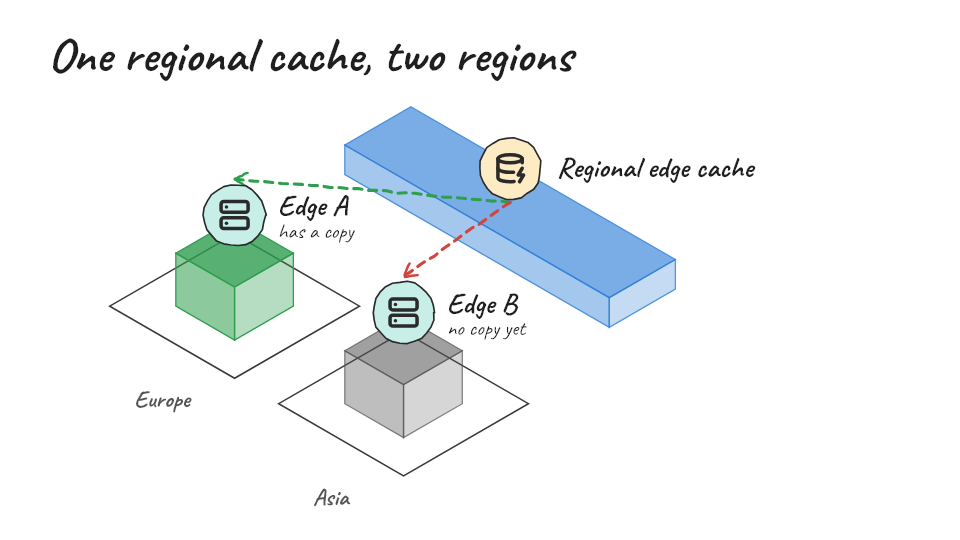 One regional cache, two regions
Regional edge cache
Edge A
has a copy
Edge B
no copy yet
Europe
Asia